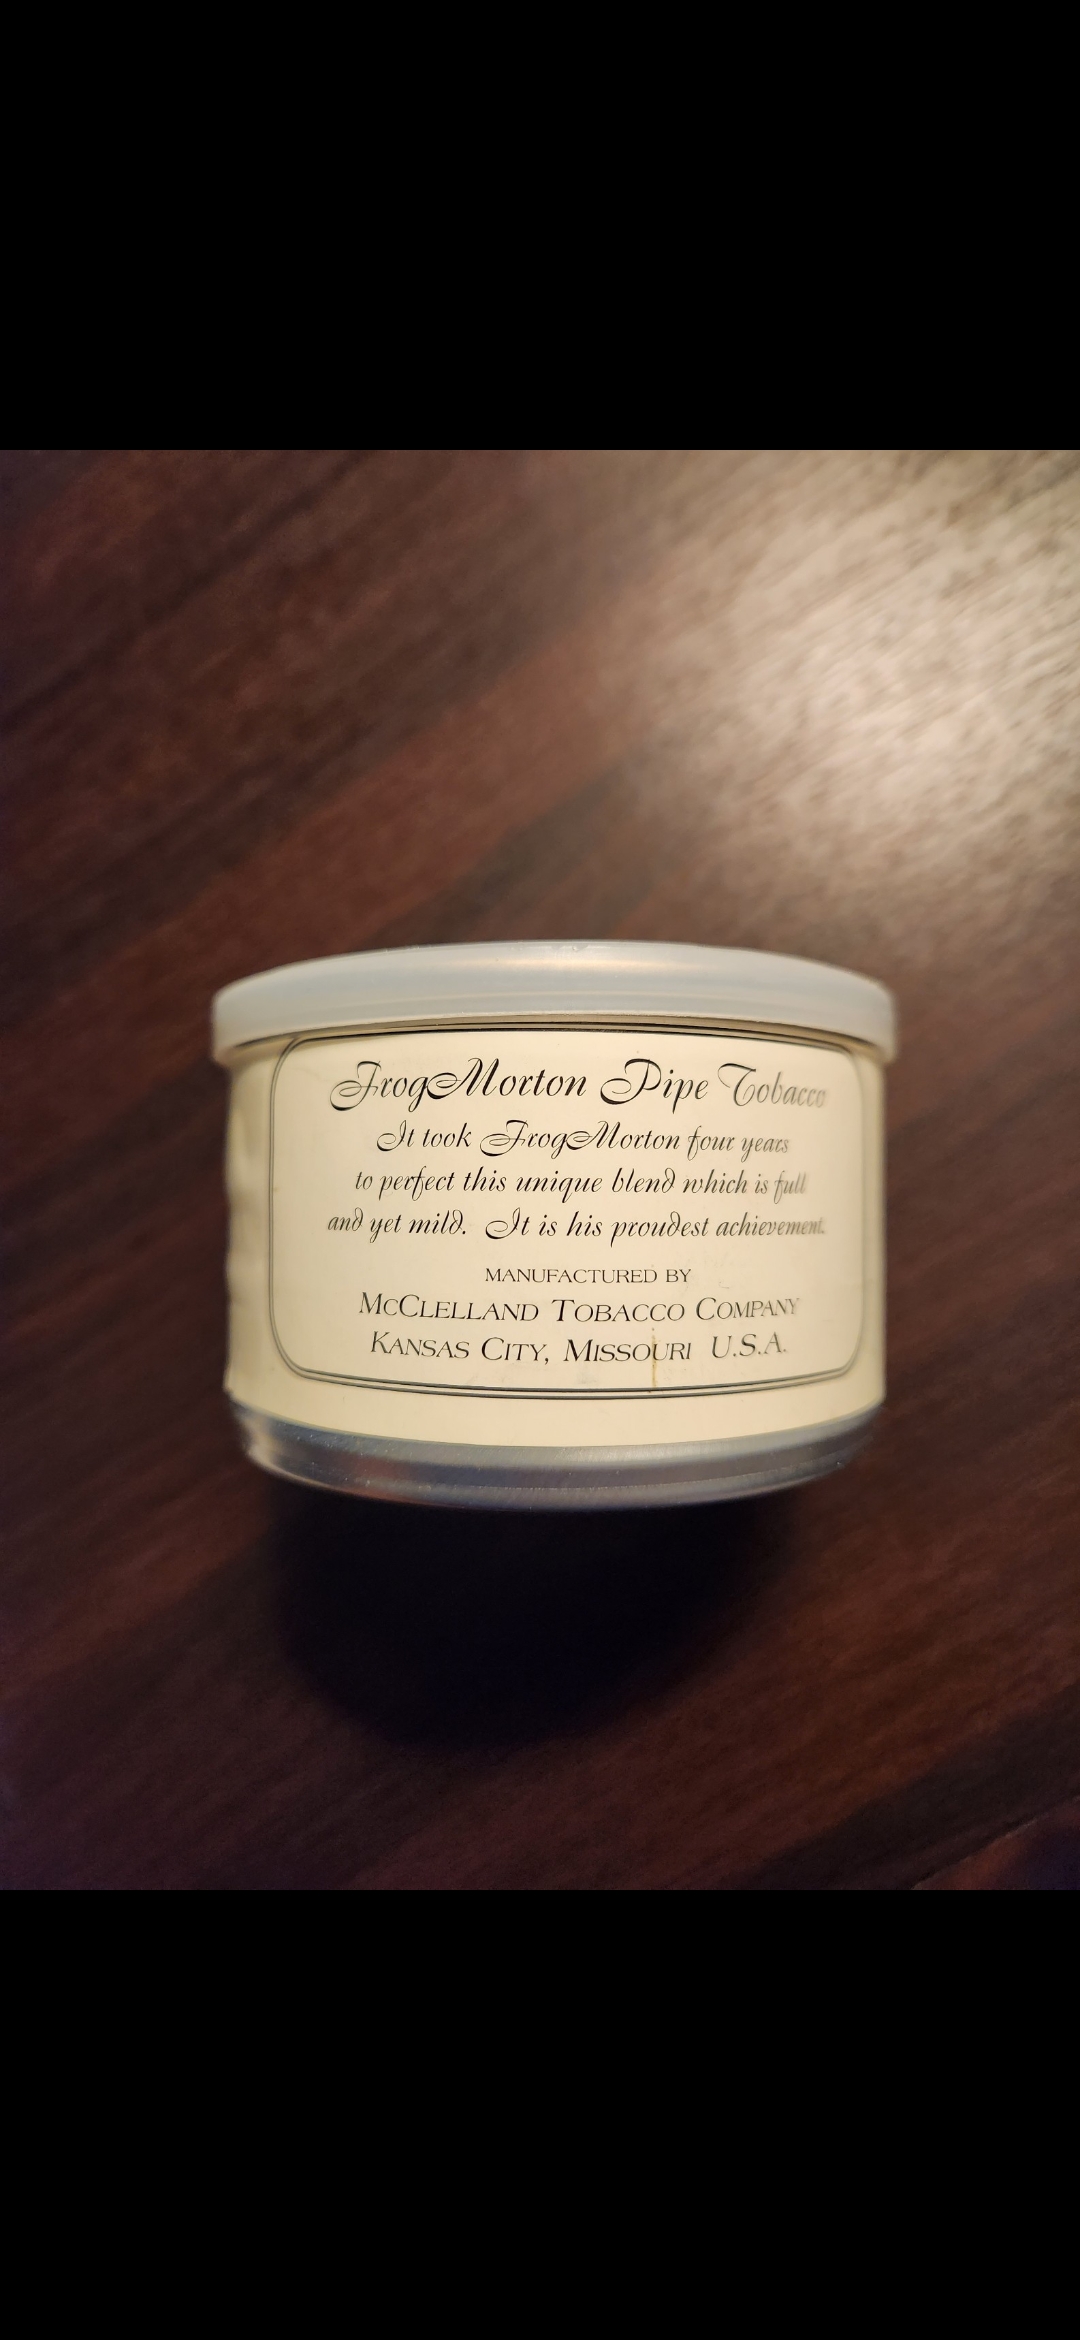 FrogMorton Pipe Tobacco
It took FrogMorton four years
to perfect this unique blend which is full
and yet mild. It is his proudest achievement.
MANUFACTURED BY
MCCLELLAND TOBACCO COMPANY
KANSAS CITY, MISSOURI U.S.A.